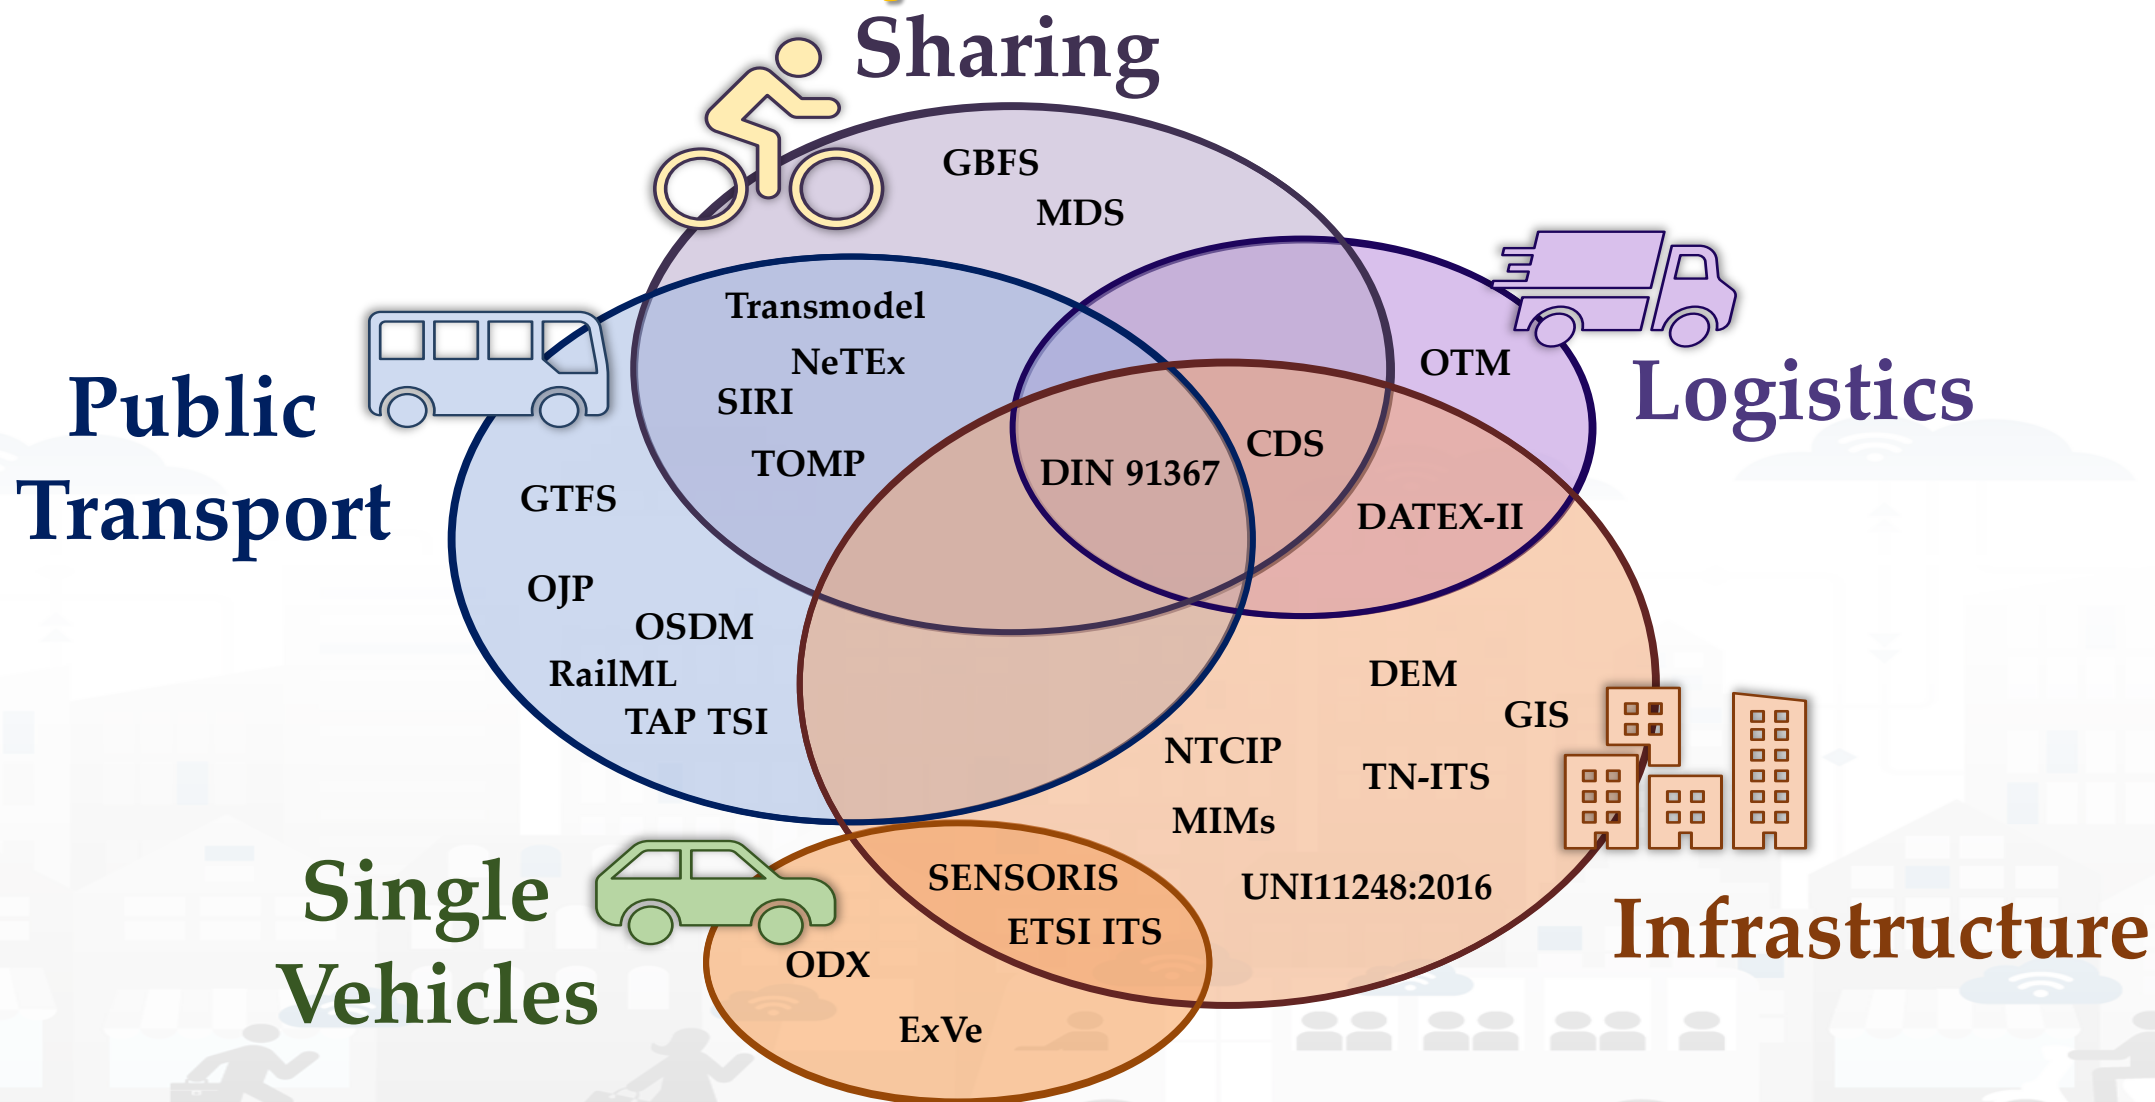 Sharing
GBFS
MDS
Transmodel
NeTEx
SIRI
TOMP
OTM
Logistics
Public
Transport
CDS
DIN 91367
DATEX-II
GTFS
OJP
OSDM
RailML
TAP TSI
DEM
GIS
NTCIP
TN-ITS
MIMs
UNI11248:2016
Infrastructure
Single
Vehicles
SENSORIS
ETSI ITS
ODX
ExVe